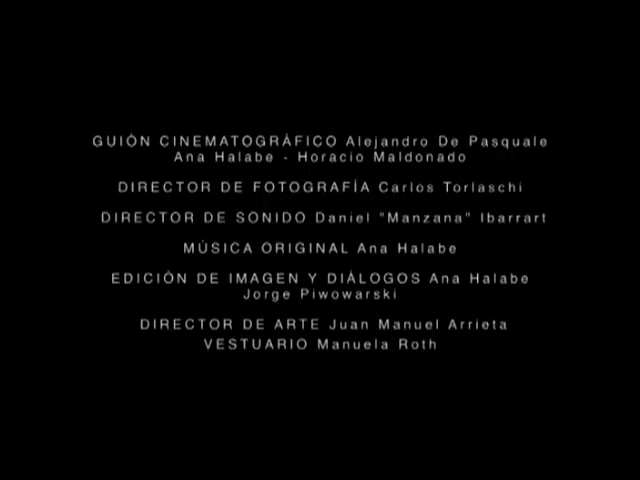 GUIÓN CINEMATOGRÁFICO Alejandro De Pasquale
Ana Halabe - Horacio Maldonado
DIRECTOR DE FOTOGRAFÍA Carlos Torlaschi
DIRECTOR DE SONIDO Daniel "Manzana" Ibarrart
MÚSICA ORIGINAL Ana Halabe
EDICIÓN DE IMAGEN Y DIÁLOGOS Ana Halabe
Jorge Piwowarski
DIRECTOR DE ARTE Juan Manuel Arrieta
VESTUARIO Manuela Roth